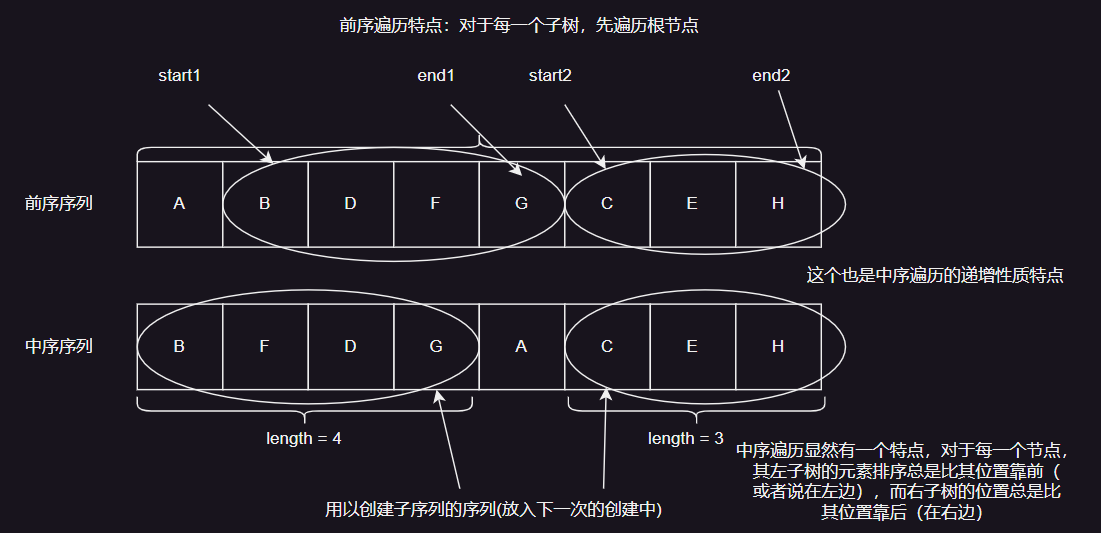 前序遍历特点：对于每一个子树，先遍历根节点
start1 end1 start2 end2
前序序列 A B D F G C E H
这个也是中序遍历的递增性质特点
中序序列 B F D G A C E H
length = 4 length = 3
中序遍历显然有一个特点，对于每一个节点，
其左子树的元素排序总是比其位置靠前（
或者说在左边），而右子树的位置总是比
其位置靠后（在右边）
用以创建子序列的序列(放入下一次的创建中)